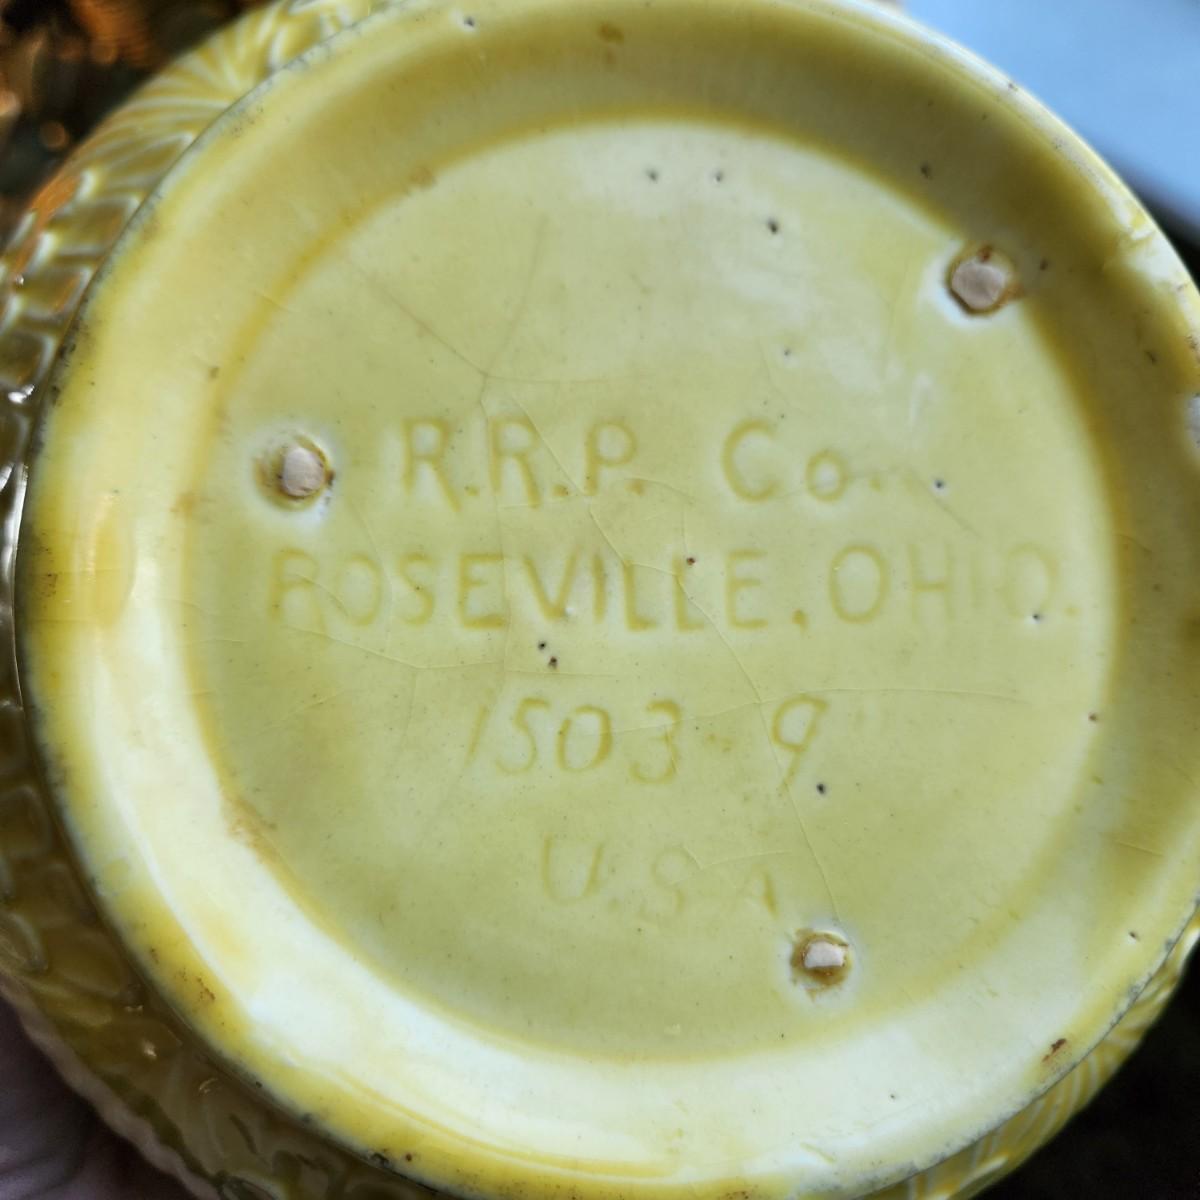 R.R.P. Co.
ROSEVILLE, OHIO.
1503-9
U.S.A